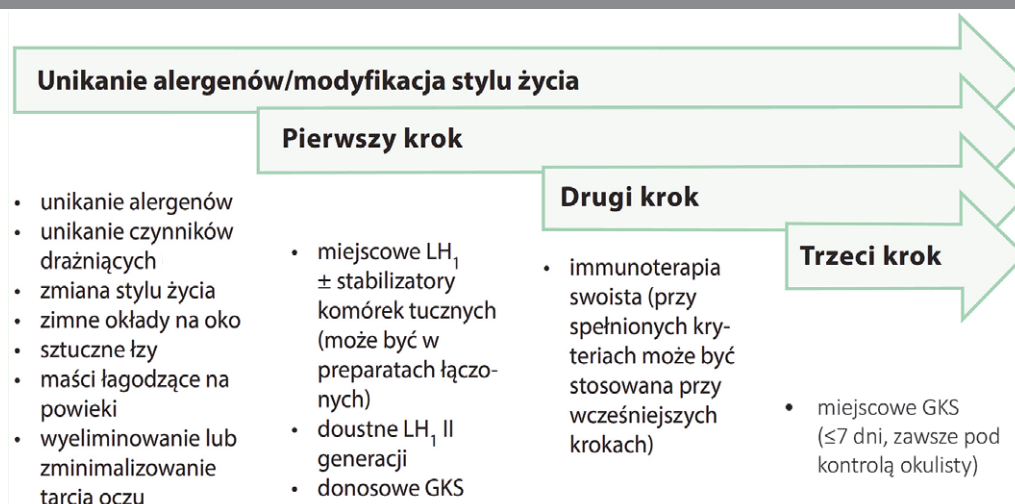 Unikanie alergenów/modyfikacja stylu życia
Pierwszy krok
Drugi krok
Trzeci krok
• unikanie alergenów
• unikanie czynników
drażniących
• zmiana stylu życia
• zimne okłady na oko
• sztuczne łzy
• maści łagodzące na
powieki
• wyeliminowanie lub
zminimalizowanie
tarcia oczu
• miejscowe LH₁
± stabilizatory
komórek tucznych
(może być w
preparatach łączo-
nych)
• doustne LH₁ II
generacji
• donosowe GKS
• immunoterapia
swoista (przy
spełnionych kry-
teriach może być
stosowana przy
wcześniejszych
krokach)
• miejscowe GKS
(≤7 dni, zawsze pod
kontrolą okulisty)